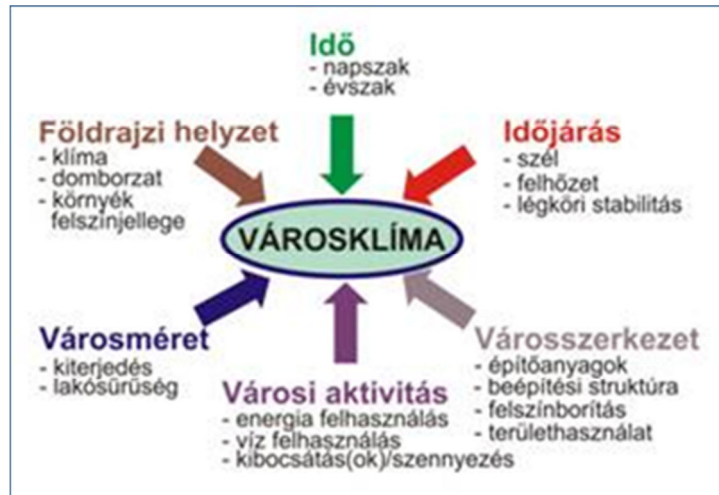 Idő
- napszak
- évszak
Földrajzi helyzet
- klíma
- domborzat
- környék
felszínjellege
Időjárás
- szél
- felhőzet
- légköri stabilitás
VÁROSKLÍMA
Városméret
- kiterjedés
- lakósűrűség
Városi aktivitás
- energia felhasználás
- víz felhasználás
- kibocsátás(ok)/szennyezés
Városszerkezet
- építőanyagok
- beépítési struktúra
- felszínborítás
- területhasználat